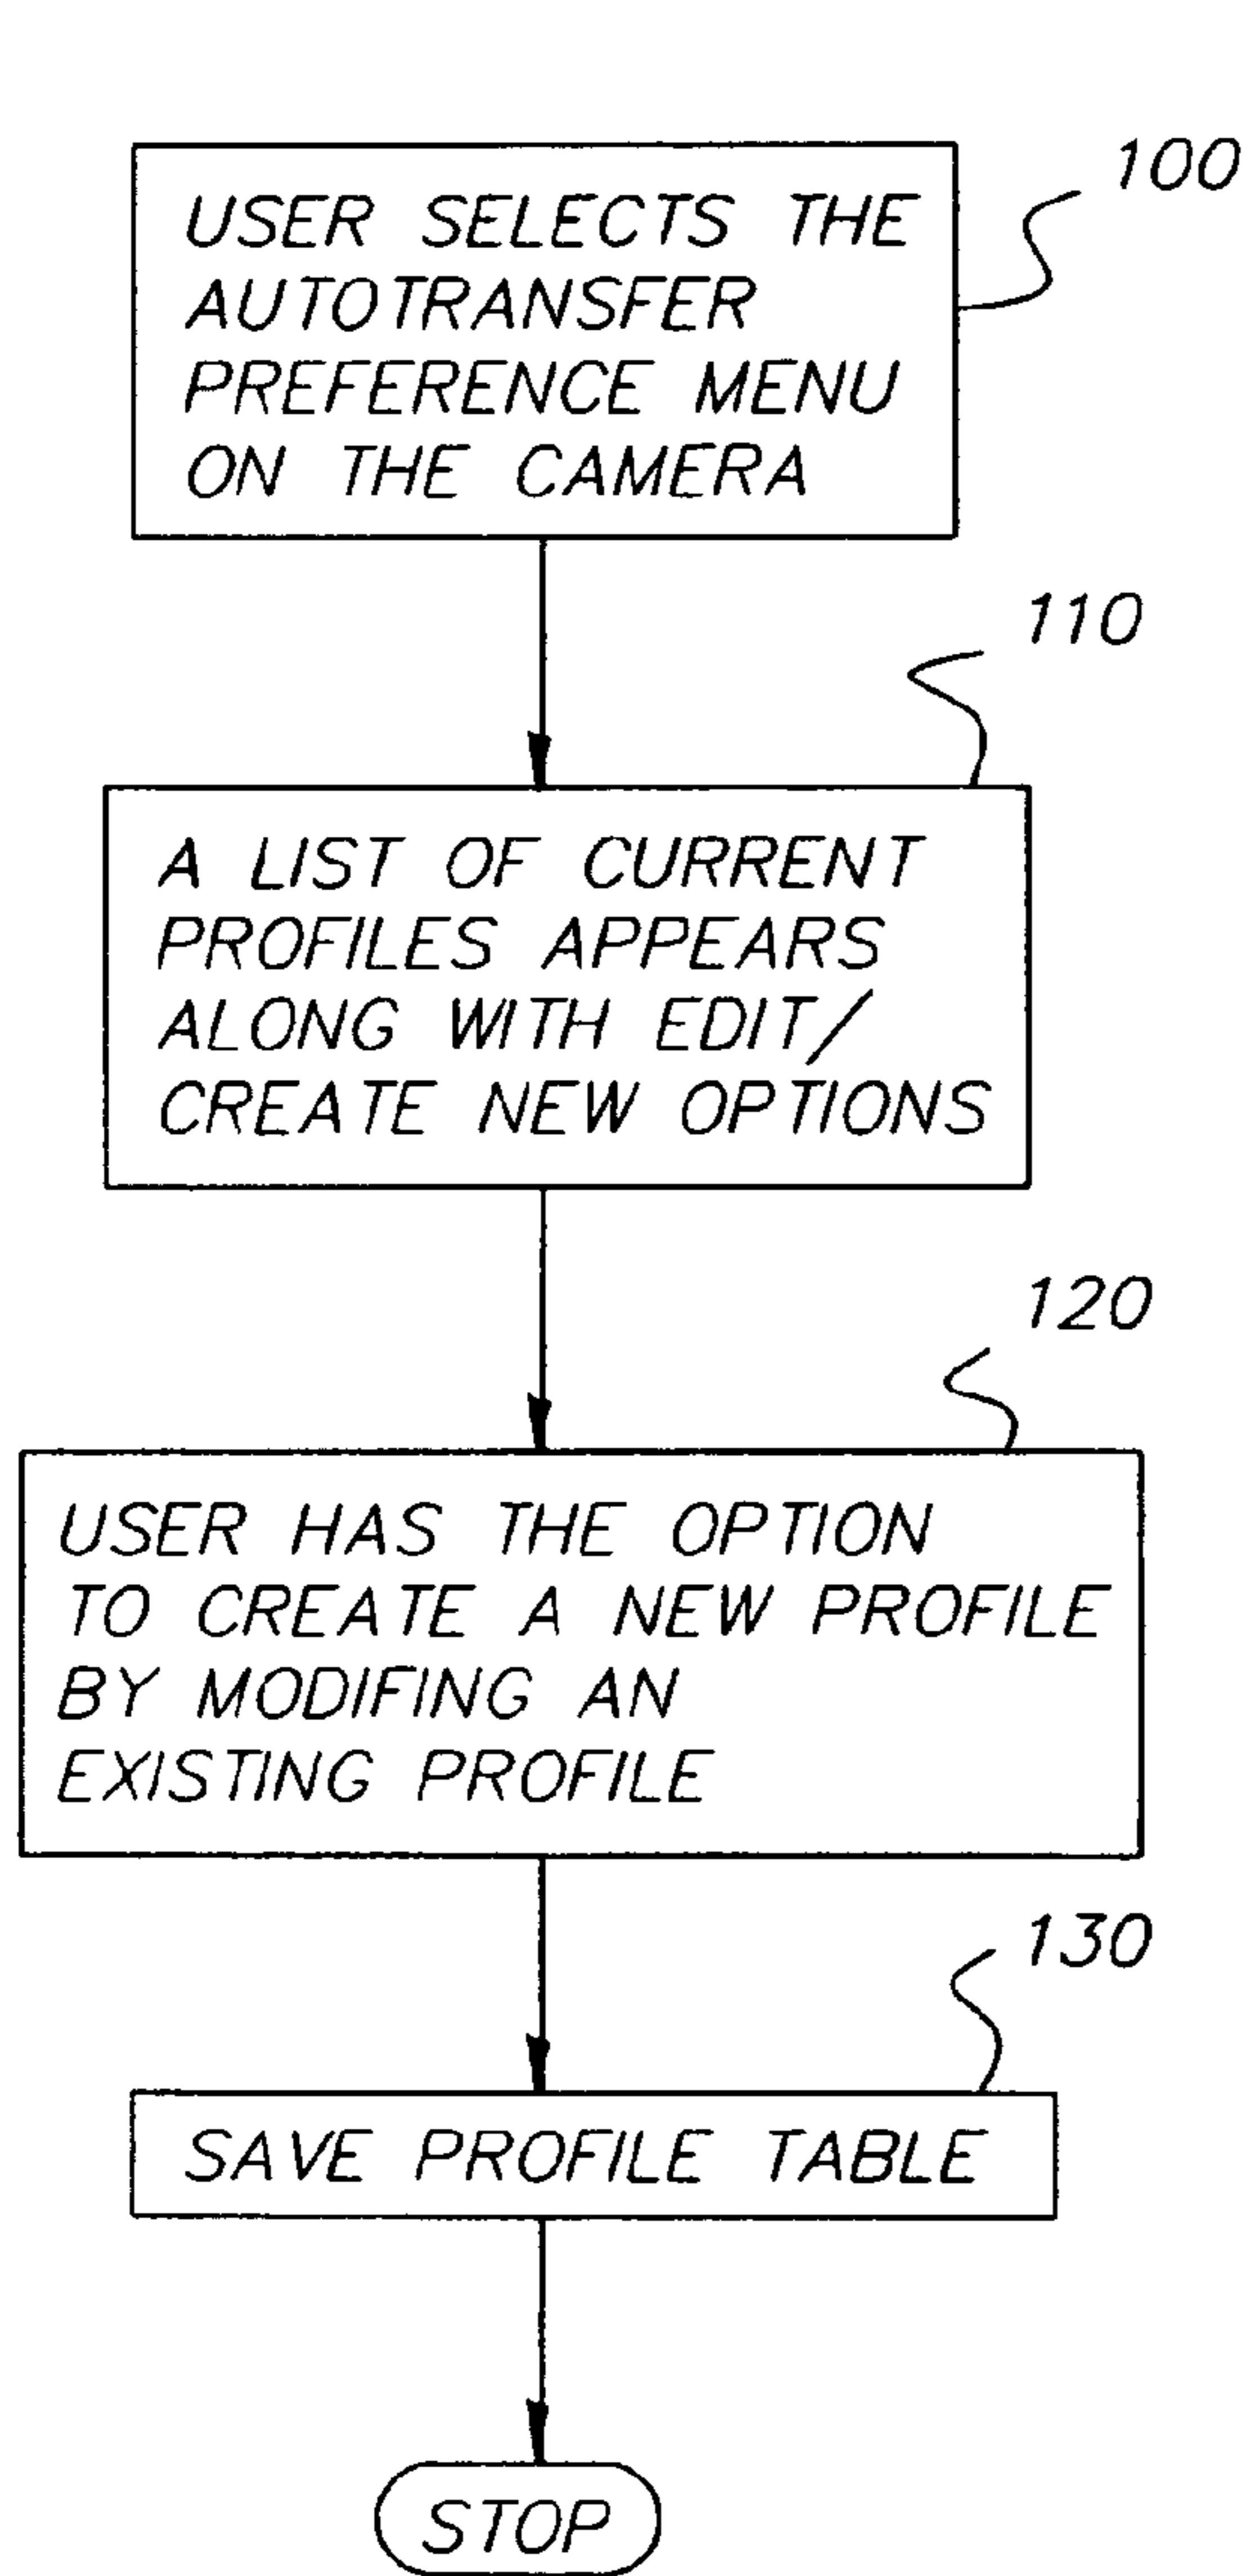 100
USER SELECTS THE
AUTOTRANSFER
PREFERENCE MENU
ON THE CAMERA
110
A LIST OF CURRENT
PROFILES APPEARS
ALONG WITH EDIT/
CREATE NEW OPTIONS
120
USER HAS THE OPTION
TO CREATE A NEW PROFILE
BY MODIFING AN
EXISTING PROFILE
130
SAVE PROFILE TABLE
STOP